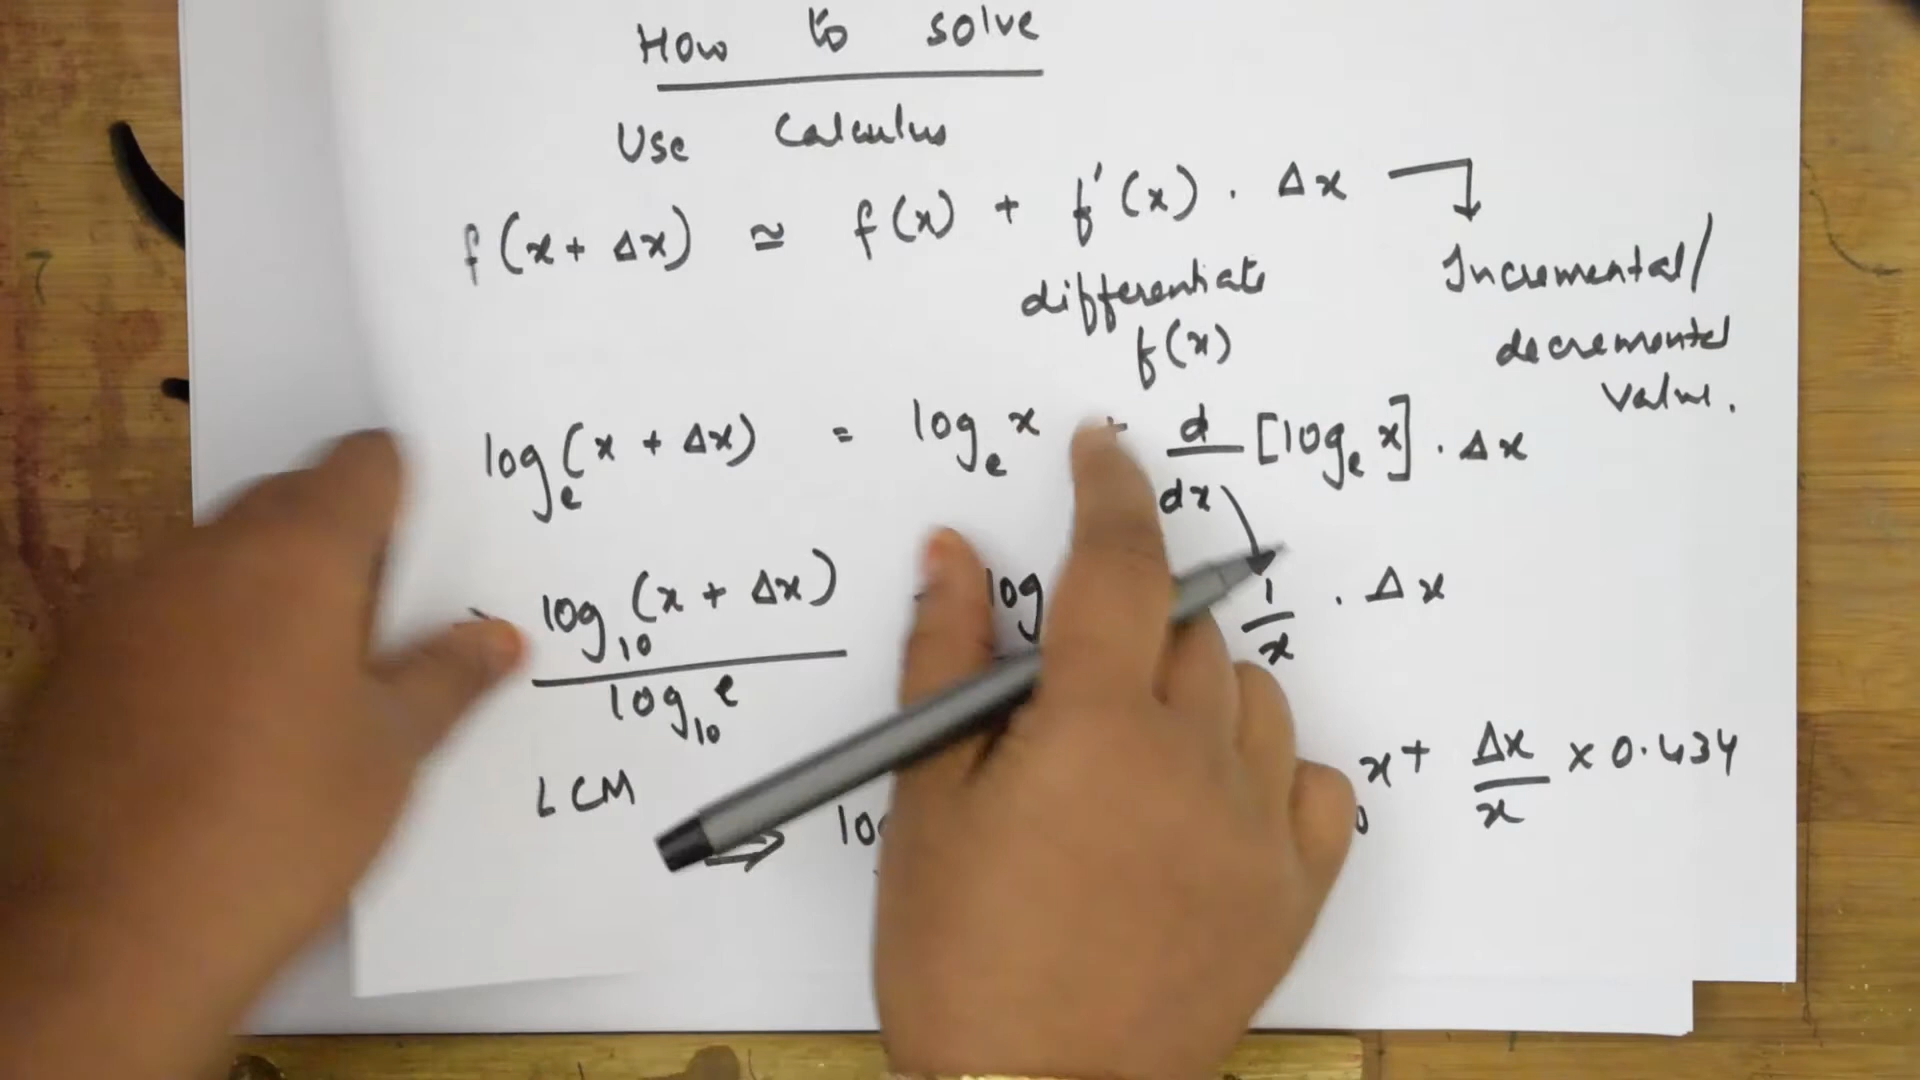 How to solve
Use Calculus
f(x + Δx) ≃ f(x) + f'(x) . Δx
differentiate
f(x)
Incremental/
decremental
value.
log_e(x + Δx) = log_e x + d/dx [log_e x] . Δx
log_10(x + Δx) / log_10 e = log 1/x . Δx
LCM
⇒ x + Δx/x × 0.434